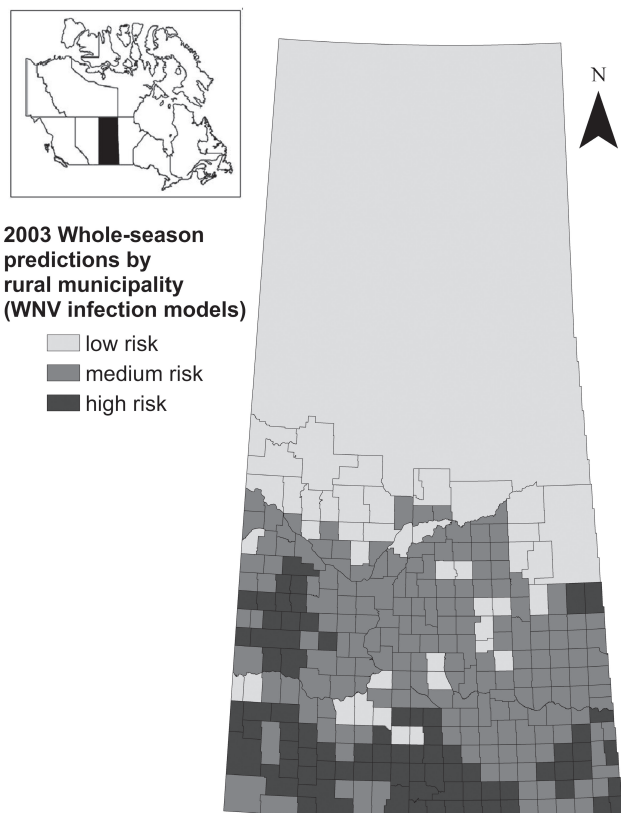 N
2003 Whole-season
predictions by
rural municipality
(WNV infection models)
low risk
medium risk
high risk